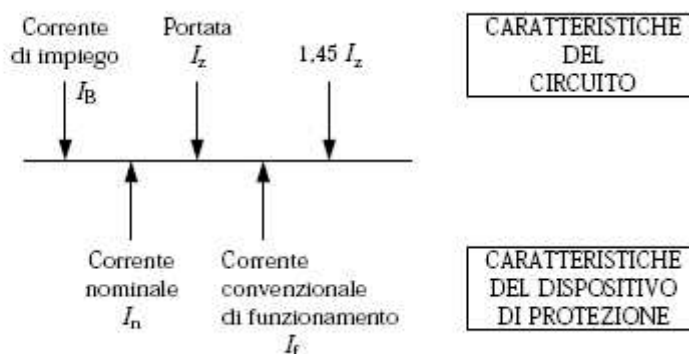 Corrente
di impiego
I_B
Portata
I_z
1,45 I_z
CARATTERISTICHE
DEL
CIRCUITO
Corrente
nominale
I_n
Corrente
convenzionale
di funzionamento
I_f
CARATTERISTICHE
DEL DISPOSITIVO
DI PROTEZIONE